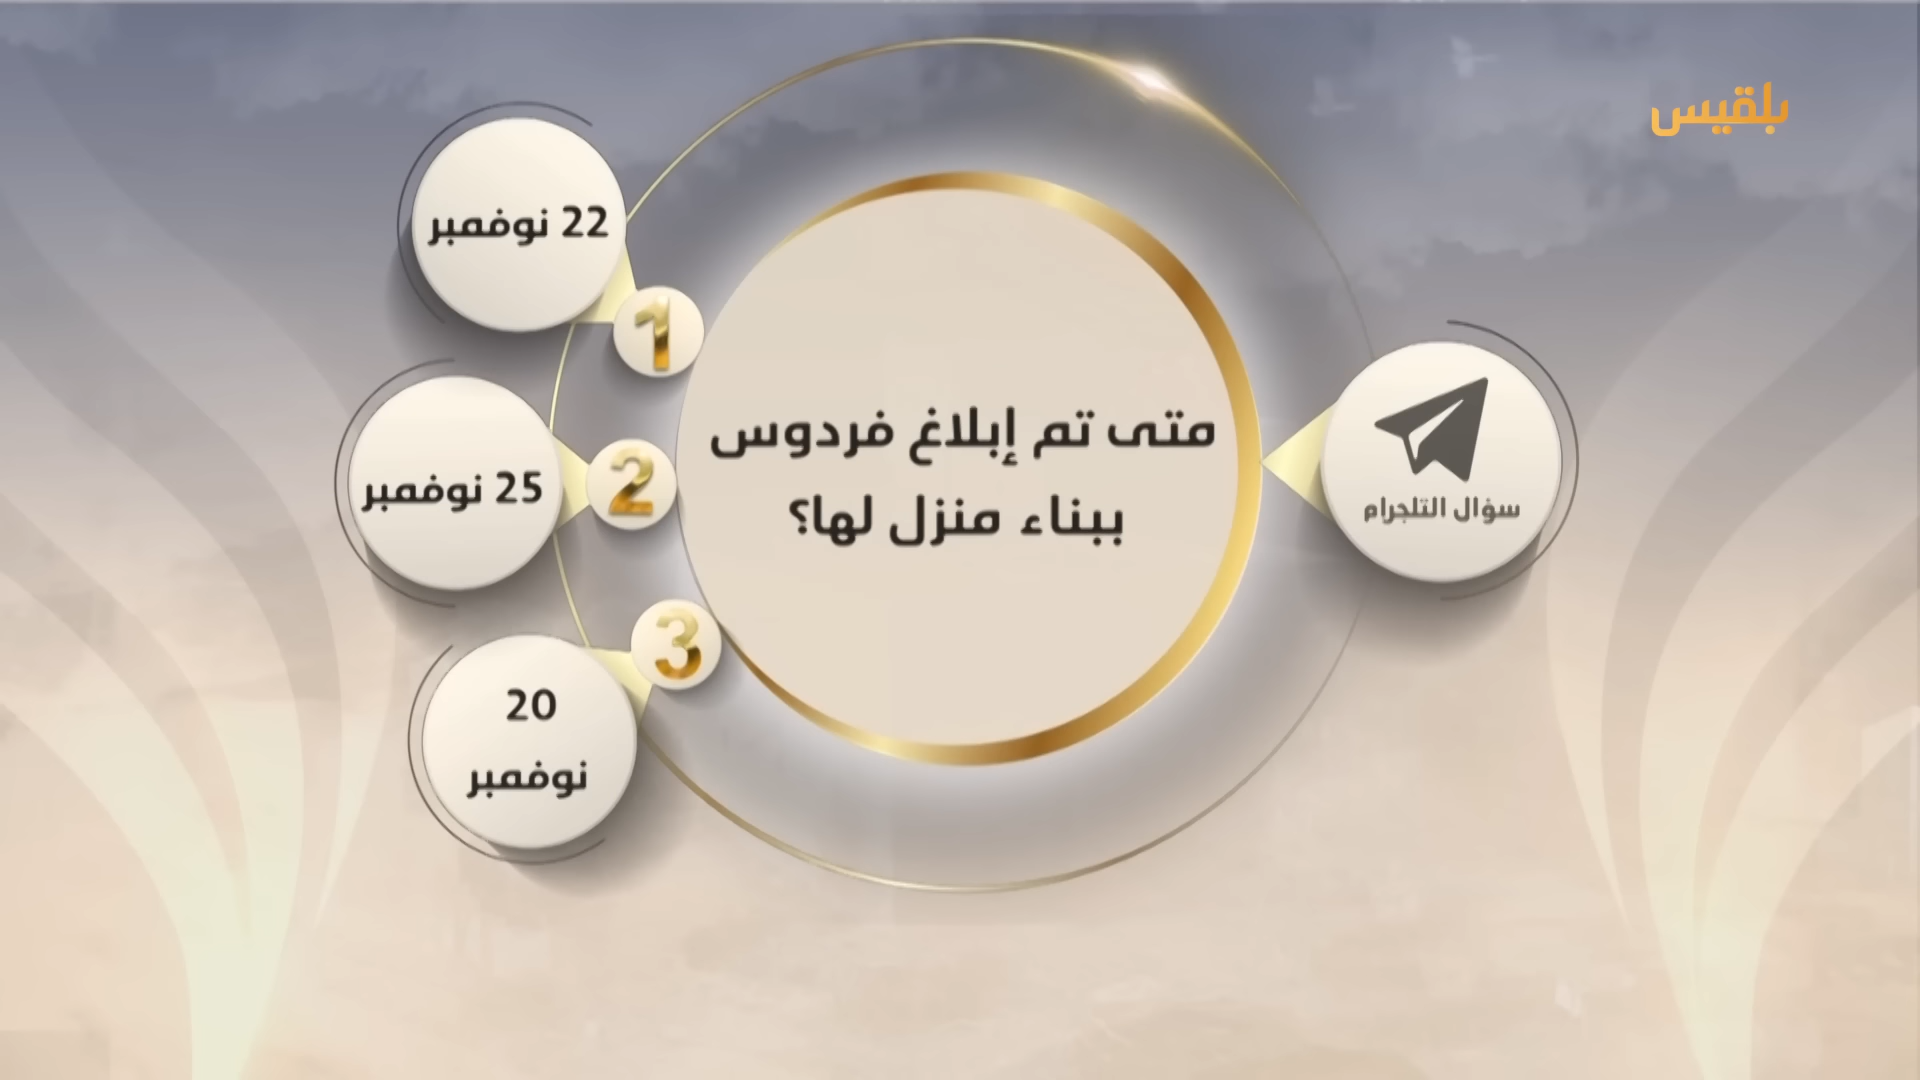 بلقيس
سؤال التلجرام
متى تم إبلاغ فردوس
ببناء منزل لها؟
1
22 نوفمبر
2
25 نوفمبر
3
20
نوفمبر